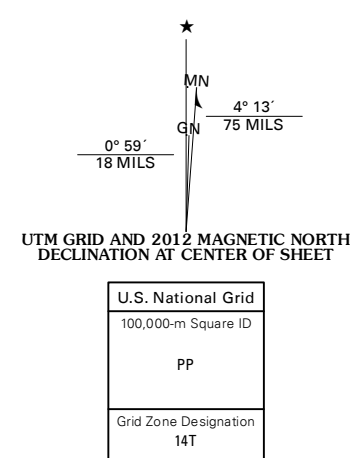 MN
4° 13´
75 MILS
GN
0° 59´
18 MILS
UTM GRID AND 2012 MAGNETIC NORTH
DECLINATION AT CENTER OF SHEET
U.S. National Grid
100,000-m Square ID
PP
Grid Zone Designation
14T